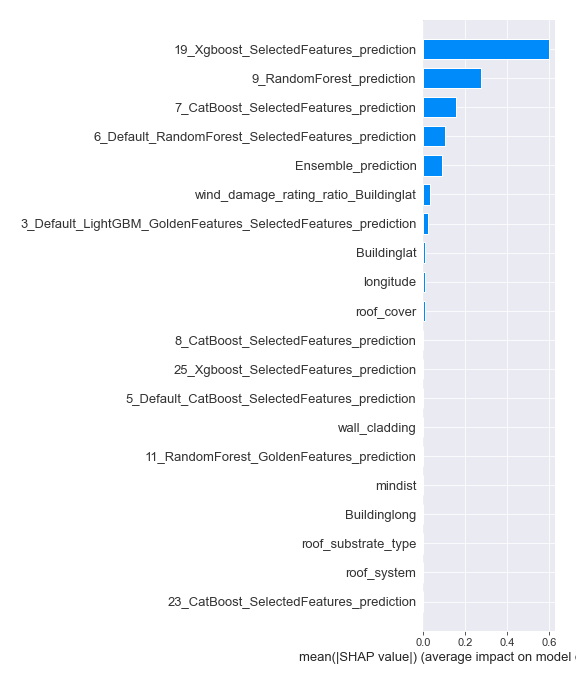 19_Xgboost_SelectedFeatures_prediction
9_RandomForest_prediction
7_CatBoost_SelectedFeatures_prediction
6_Default_RandomForest_SelectedFeatures_prediction
Ensemble_prediction
wind_damage_rating_ratio_Buildinglat
3_Default_LightGBM_GoldenFeatures_SelectedFeatures_prediction
Buildinglat
longitude
roof_cover
8_CatBoost_SelectedFeatures_prediction
25_Xgboost_SelectedFeatures_prediction
5_Default_CatBoost_SelectedFeatures_prediction
wall_cladding
11_RandomForest_GoldenFeatures_prediction
mindist
Buildinglong
roof_substrate_type
roof_system
23_CatBoost_SelectedFeatures_prediction
0.0 0.2 0.4 0.6
mean(|SHAP value|) (average impact on model